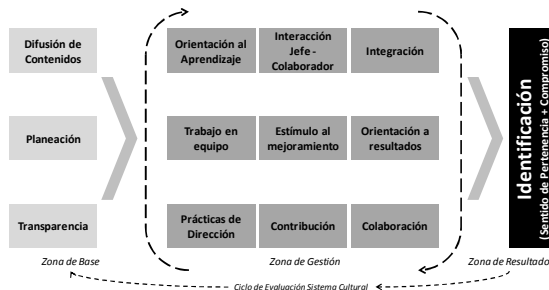 Difusión de
Contenidos
Orientación al
Aprendizaje
Interacción
Jefe -
Colaborador
Integración
Planeación
Trabajo en
equipo
Estímulo al
mejoramiento
Orientación a
resultados
Transparencia
Prácticas de
Dirección
Contribución
Colaboración
Identificación
(Sentido de Pertenencia + Compromiso)
Zona de Base
Zona de Gestión
Zona de Resultado
Ciclo de Evaluación Sistema Cultural